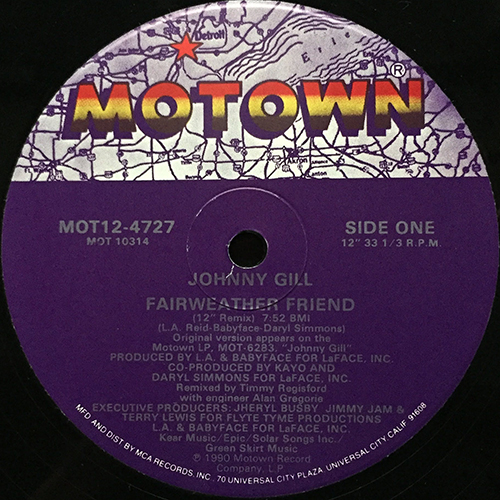 Detroit
Erie
MOTOWN®
Akron
MOT12-4727
MOT 10314
SIDE ONE
12" 33 1/3 R.P.M.
JOHNNY GILL
FAIRWEATHER FRIEND
(12" Remix) 7:52 BMI
(L.A. Reid-Babyface-Daryl Simmons)
Original version appears on the
Motown LP, MOT-6283, "Johnny Gill"
PRODUCED BY L.A. & BABYFACE FOR LaFACE, INC.
CO-PRODUCED BY KAYO AND
DARYL SIMMONS FOR LaFACE, INC.
Remixed by Timmy Regisford
with engineer Alan Gregorie
EXECUTIVE PRODUCERS: JHERYL BUSBY JIMMY JAM &
TERRY LEWIS FOR FLYTE TYME PRODUCTIONS
L.A. & BABYFACE FOR LaFACE, INC.
Kear Music/Epic/Solar Songs Inc./
Green Skirt Music
℗ 1990 Motown Record
Company, L.P.
MFD AND DIST BY MCA RECORDS, INC., 70 UNIVERSAL CITY PLAZA, UNIVERSAL CITY CALIF. 91608